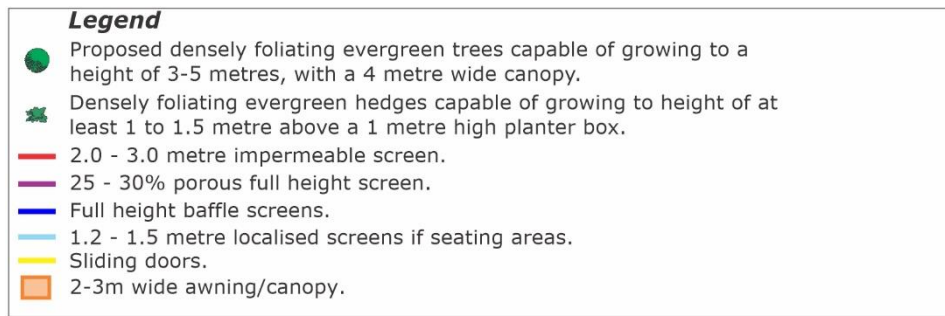 Legend
Proposed densely foliating evergreen trees capable of growing to a
height of 3-5 metres, with a 4 metre wide canopy.
Densely foliating evergreen hedges capable of growing to height of at
least 1 to 1.5 metre above a 1 metre high planter box.
2.0 - 3.0 metre impermeable screen.
25 - 30% porous full height screen.
Full height baffle screens.
1.2 - 1.5 metre localised screens if seating areas.
Sliding doors.
2-3m wide awning/canopy.